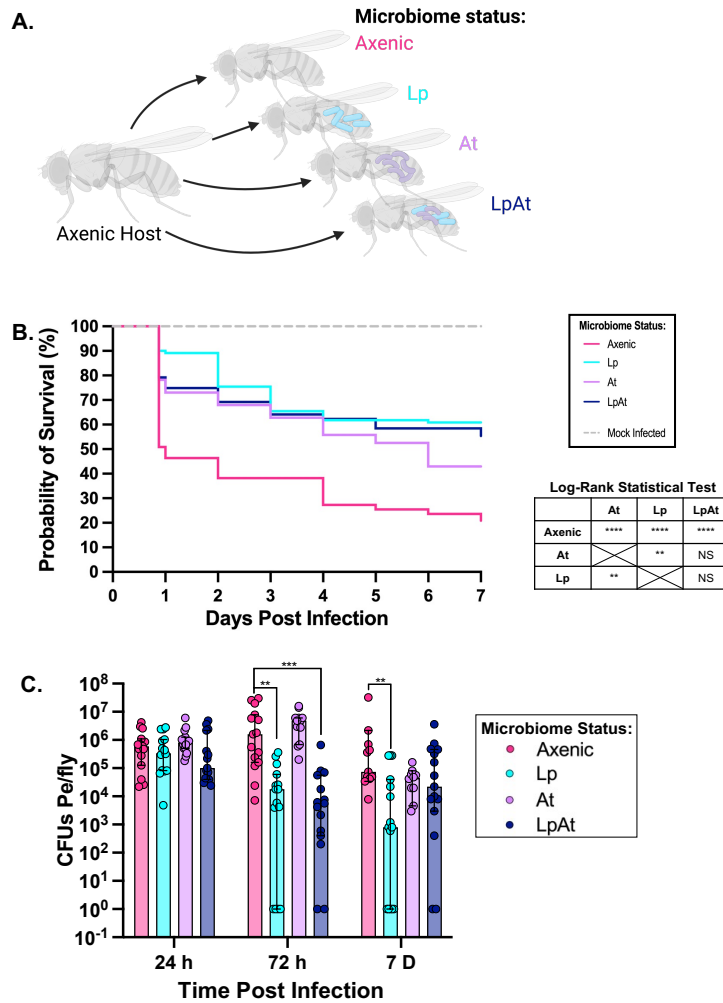 A.
Microbiome status:
Axenic
Lp
At
LpAt
Axenic Host
B.
Probability of Survival (%)
100
90
80
70
60
50
40
30
20
10
0
0 1 2 3 4 5 6 7
Days Post Infection
Microbiome Status:
Axenic
Lp
At
LpAt
Mock Infected
Log-Rank Statistical Test
At Lp LpAt
Axenic **** **** ****
At ** NS
Lp ** NS
C.
CFUs Pe/fly
10^8
10^7
10^6
10^5
10^4
10^3
10^2
10^1
10^0
10^-1
** *** **
24 h 72 h 7 D
Time Post Infection
Microbiome Status:
Axenic
Lp
At
LpAt